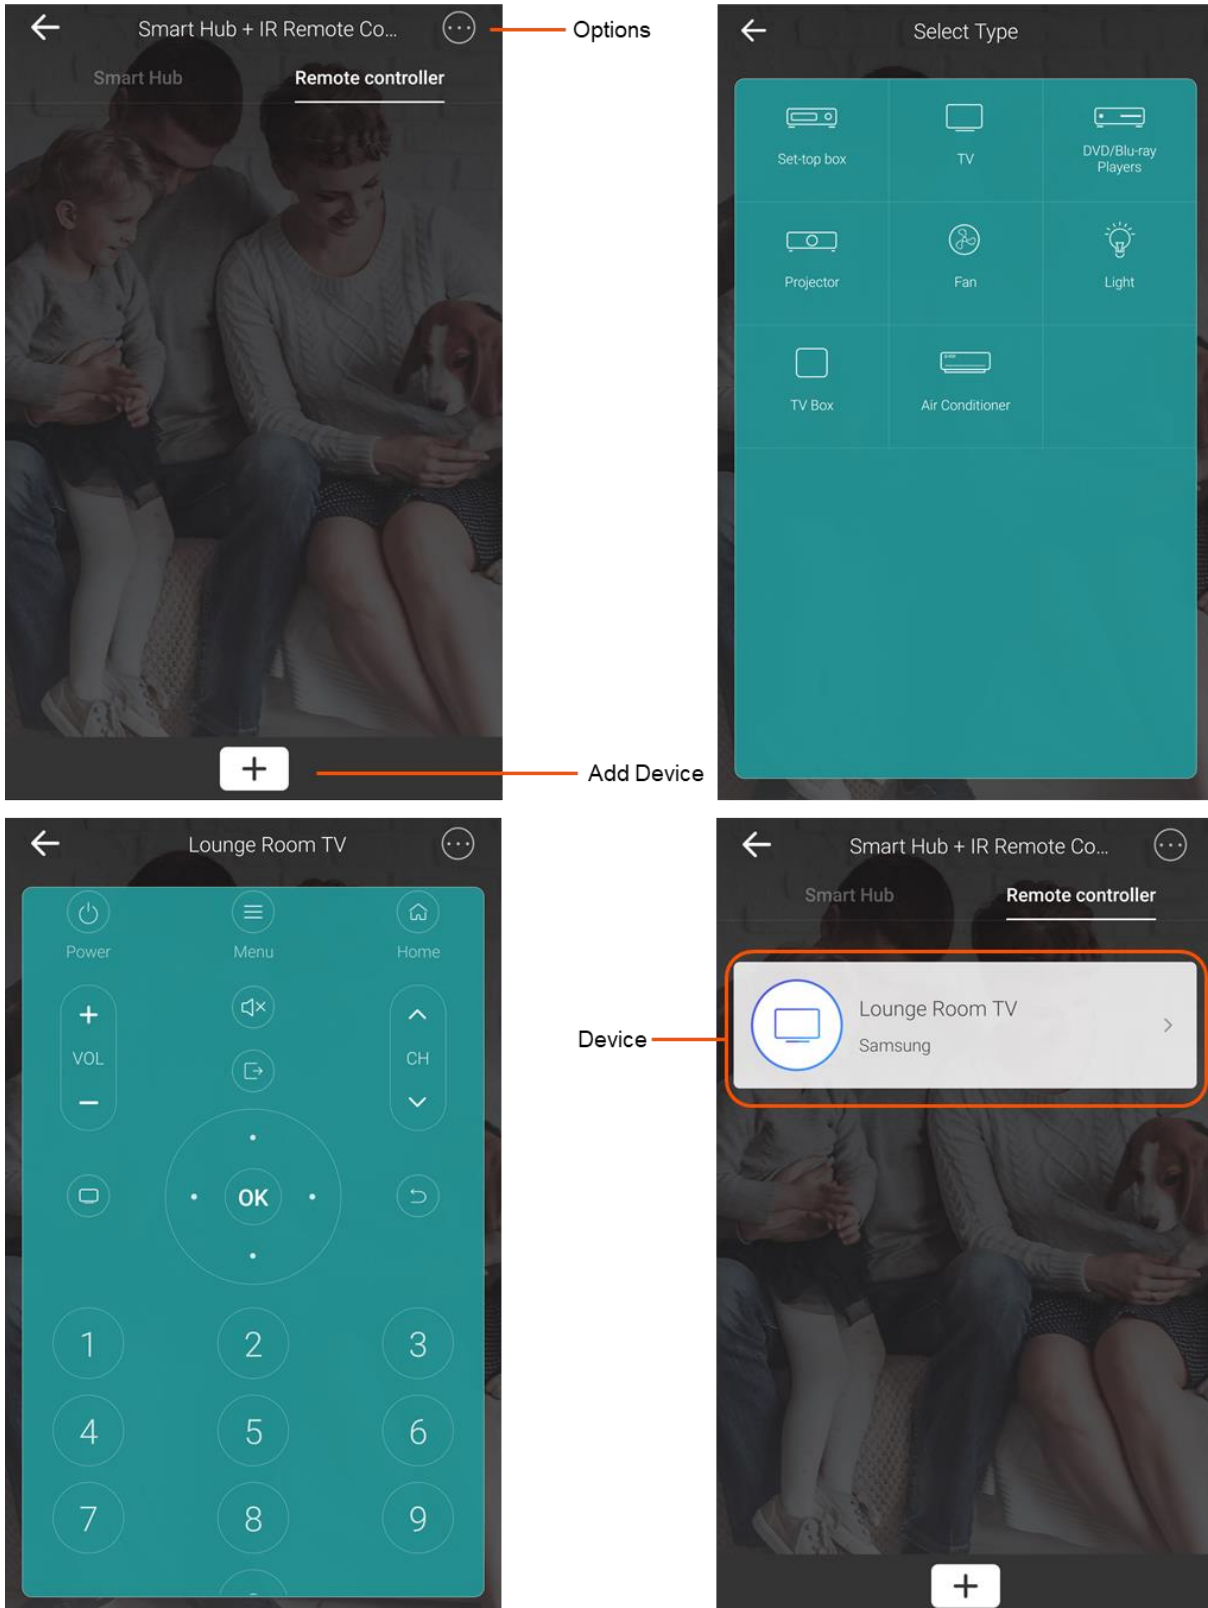 Smart Hub + IR Remote Co...
Options
Smart Hub
Remote controller
+
Add Device
Select Type
Set-top box
TV
DVD/Blu-ray
Players
Projector
Fan
Light
TV Box
Air Conditioner
Lounge Room TV
Power
Menu
Home
+
VOL
−
CH
OK
1
2
3
4
5
6
7
8
9
Smart Hub + IR Remote Co...
Smart Hub
Remote controller
Device
Lounge Room TV
Samsung
+